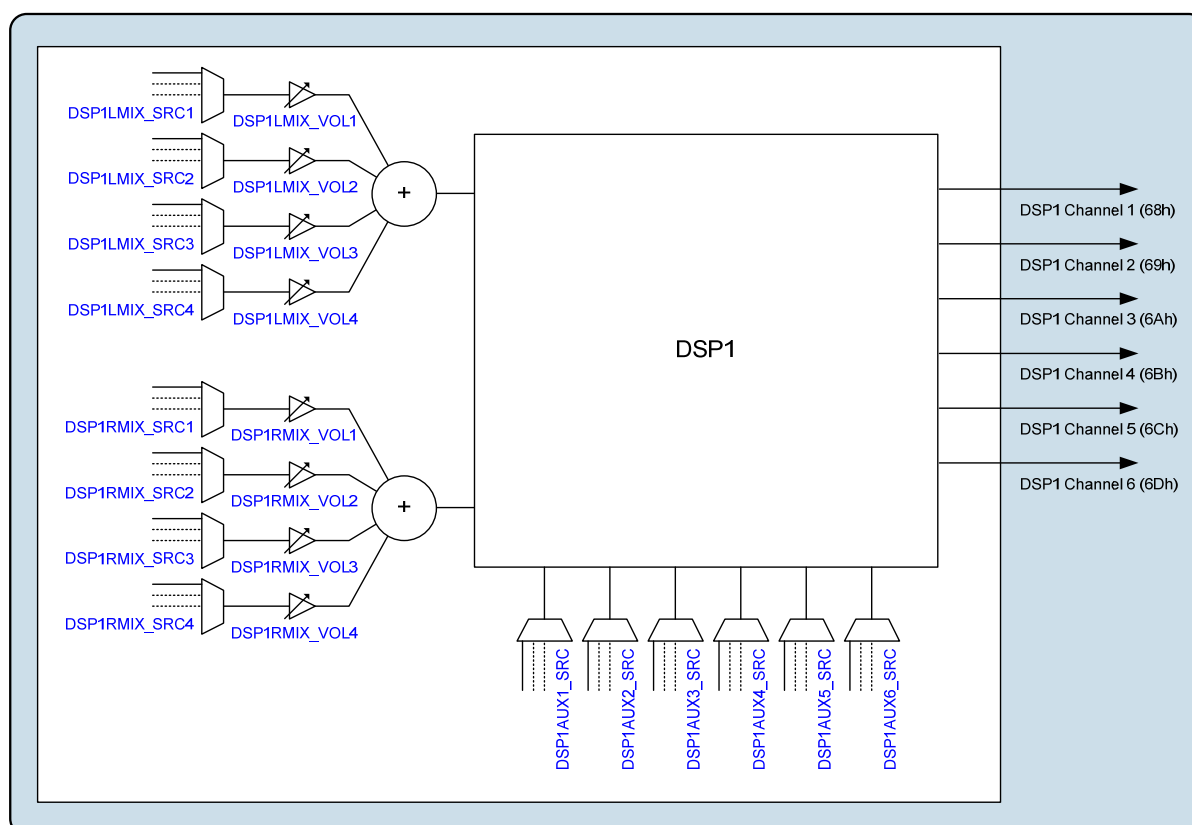 DSP1LMIX_SRC1
DSP1LMIX_VOL1
DSP1LMIX_SRC2
DSP1LMIX_VOL2
DSP1LMIX_SRC3
DSP1LMIX_VOL3
DSP1LMIX_SRC4
DSP1LMIX_VOL4
+
DSP1RMIX_SRC1
DSP1RMIX_VOL1
DSP1RMIX_SRC2
DSP1RMIX_VOL2
DSP1RMIX_SRC3
DSP1RMIX_VOL3
DSP1RMIX_SRC4
DSP1RMIX_VOL4
+
DSP1
DSP1 Channel 1 (68h)
DSP1 Channel 2 (69h)
DSP1 Channel 3 (6Ah)
DSP1 Channel 4 (6Bh)
DSP1 Channel 5 (6Ch)
DSP1 Channel 6 (6Dh)
DSP1AUX1_SRC
DSP1AUX2_SRC
DSP1AUX3_SRC
DSP1AUX4_SRC
DSP1AUX5_SRC
DSP1AUX6_SRC